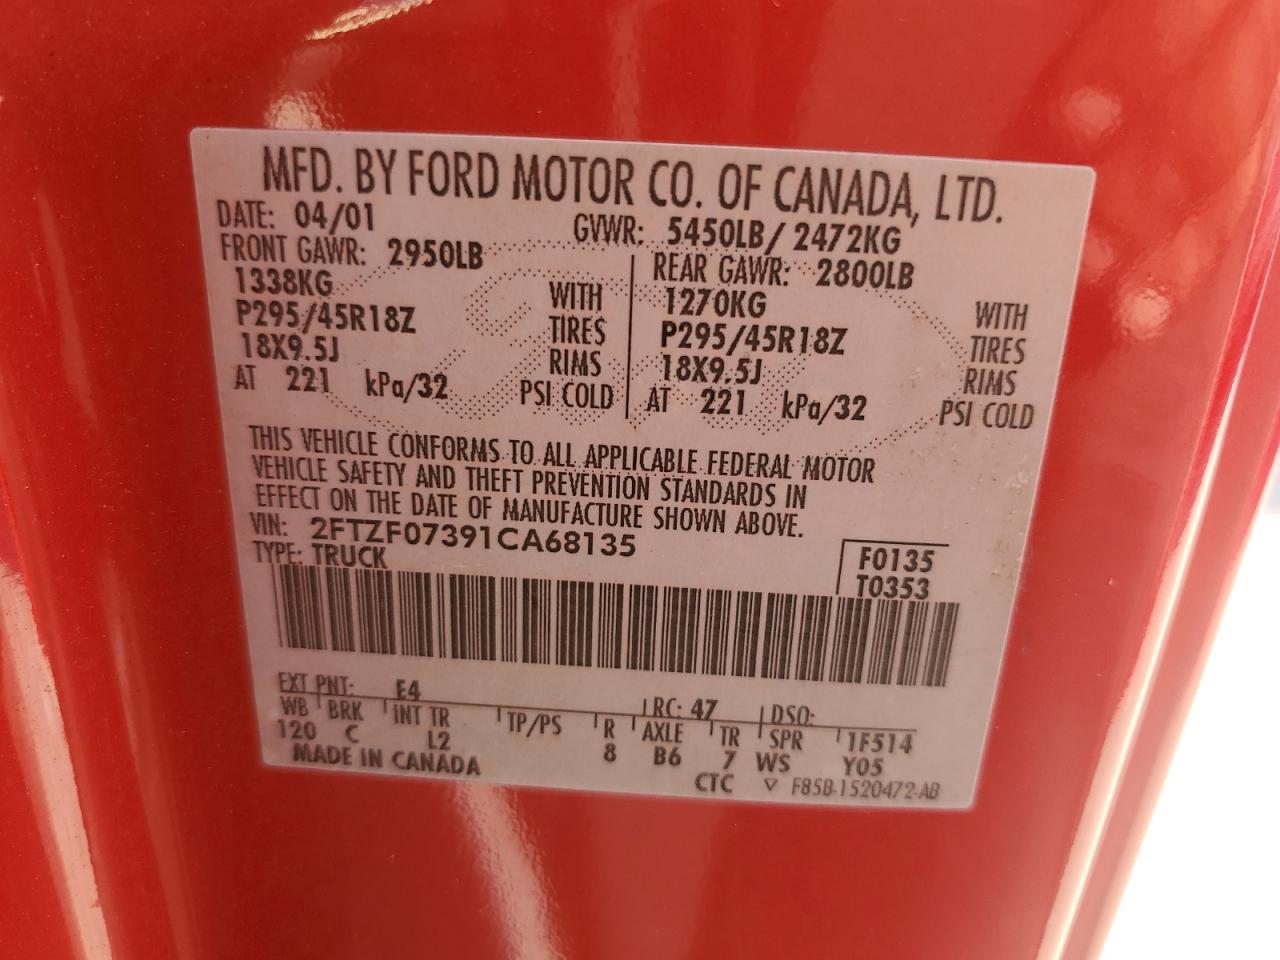 MFD. BY FORD MOTOR CO. OF CANADA, LTD.
DATE: 04/01 GVWR: 5450LB/ 2472KG
FRONT GAWR: 2950LB REAR GAWR: 2800LB
1338KG WITH 1270KG WITH
P295/45R18Z TIRES P295/45R18Z TIRES
18X9.5J RIMS 18X9.5J RIMS
AT 221 kPa/32 PSI COLD AT 221 kPa/32 PSI COLD
THIS VEHICLE CONFORMS TO ALL APPLICABLE FEDERAL MOTOR
VEHICLE SAFETY AND THEFT PREVENTION STANDARDS IN
EFFECT ON THE DATE OF MANUFACTURE SHOWN ABOVE.
VIN: 2FTZF07391CA68135
TYPE: TRUCK F0135
T0353
EXT PNT: E4 RC: 47 DSO:
WB BRK INT TR TP/PS R AXLE TR SPR 1F514
120 C L2 8 B6 7 WS Y05
MADE IN CANADA CTC ▽ F85B-1520472-AB